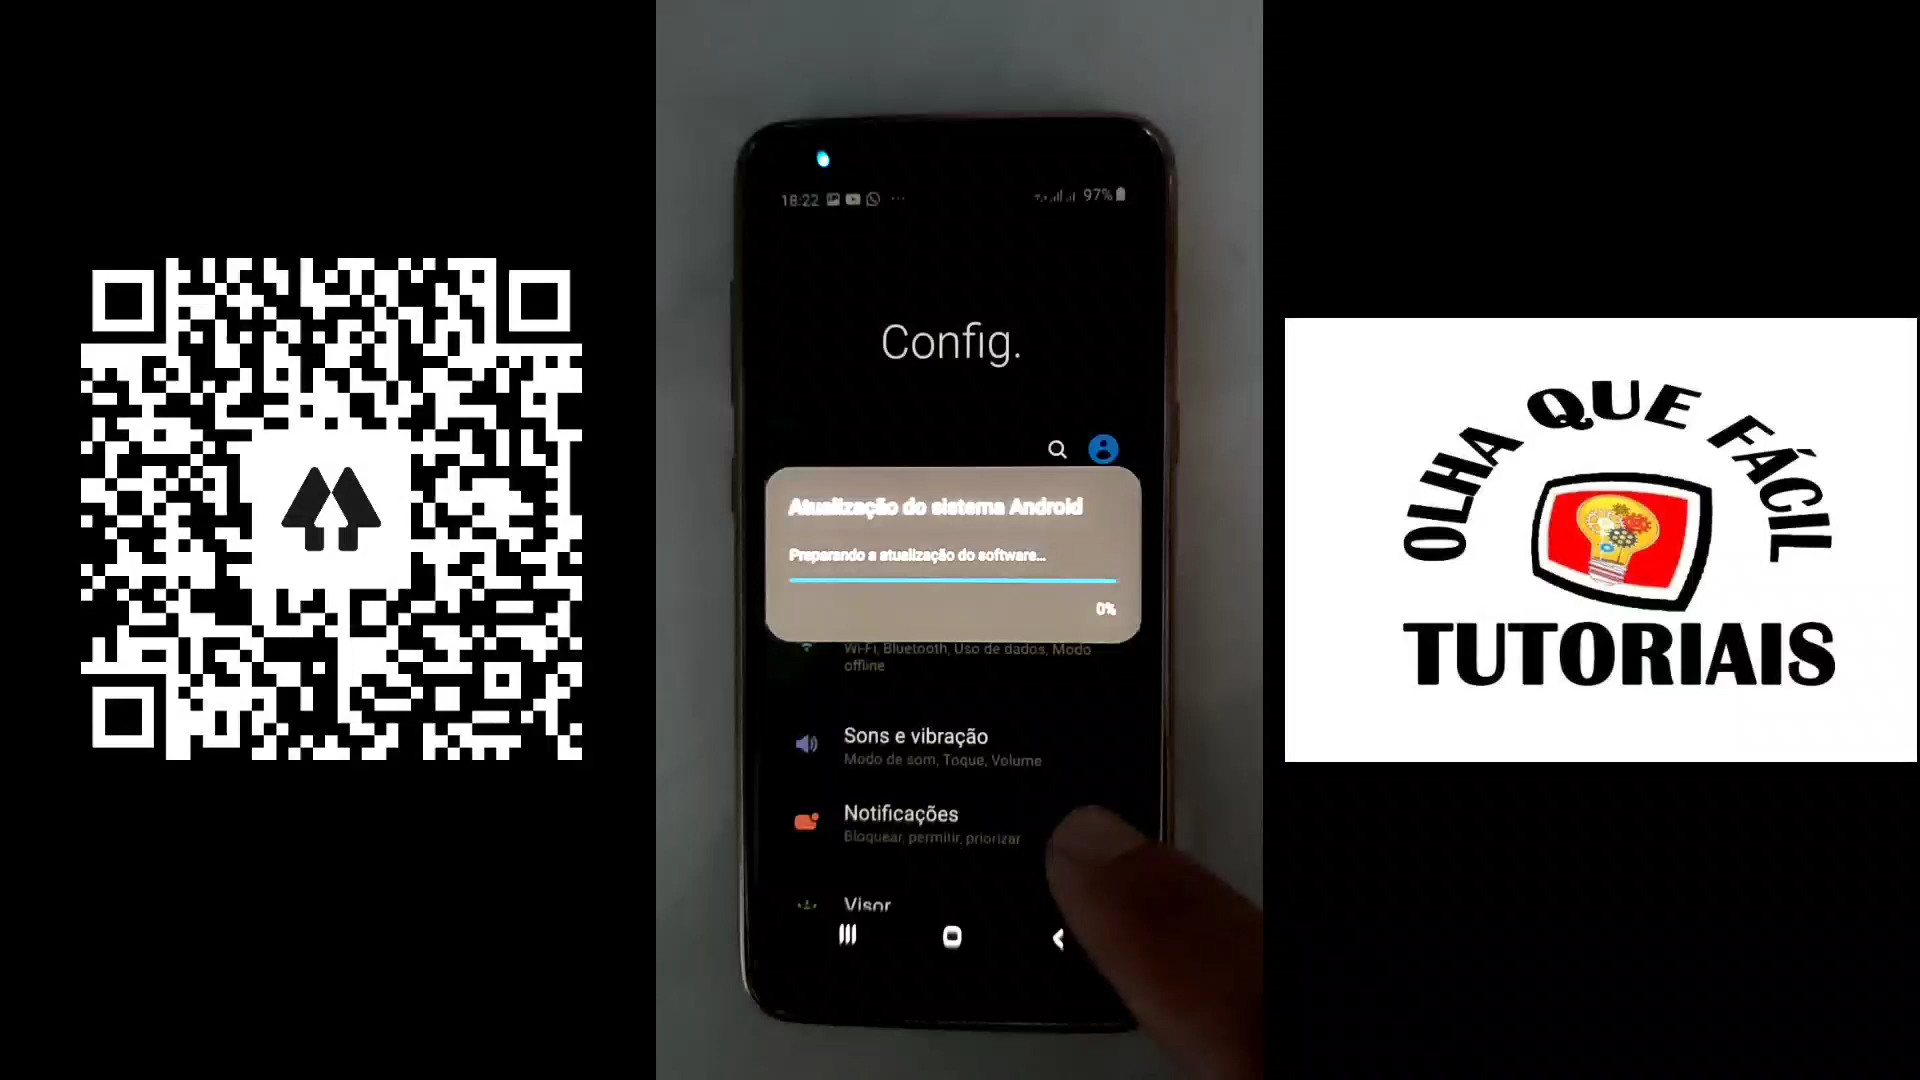 18:22
97%
Config.
Atualização do sistema Android
Preparando a atualização do software...
0%
Wi-Fi, Bluetooth, Uso de dados, Modo
offline
Sons e vibração
Modo de som, Toque, Volume
Notificações
Bloquear, permitir, priorizar
Visor
OLHA QUE FÁCIL
TUTORIAIS